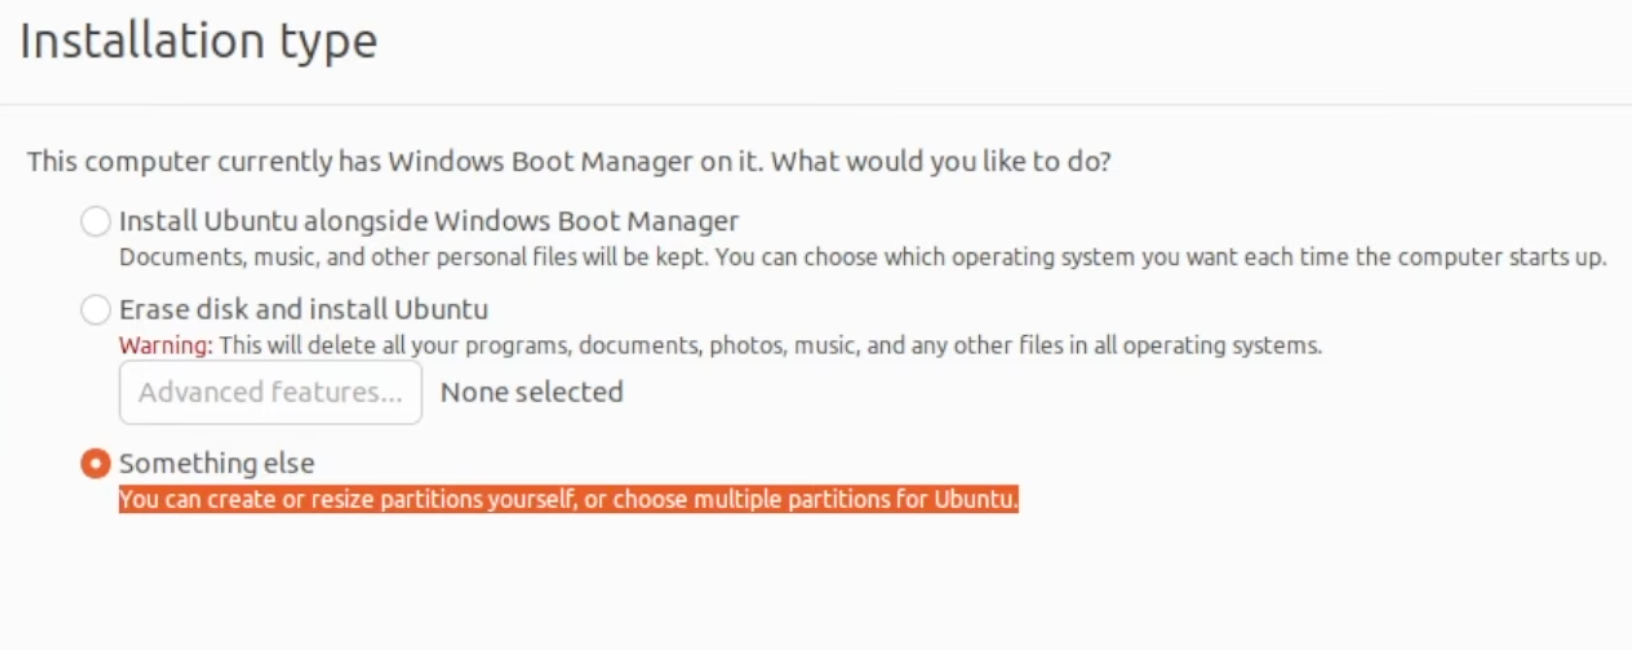 Installation type
This computer currently has Windows Boot Manager on it. What would you like to do?
Install Ubuntu alongside Windows Boot Manager
Documents, music, and other personal files will be kept. You can choose which operating system you want each time the computer starts up.
Erase disk and install Ubuntu
Warning: This will delete all your programs, documents, photos, music, and any other files in all operating systems.
Advanced features... None selected
Something else
You can create or resize partitions yourself, or choose multiple partitions for Ubuntu.